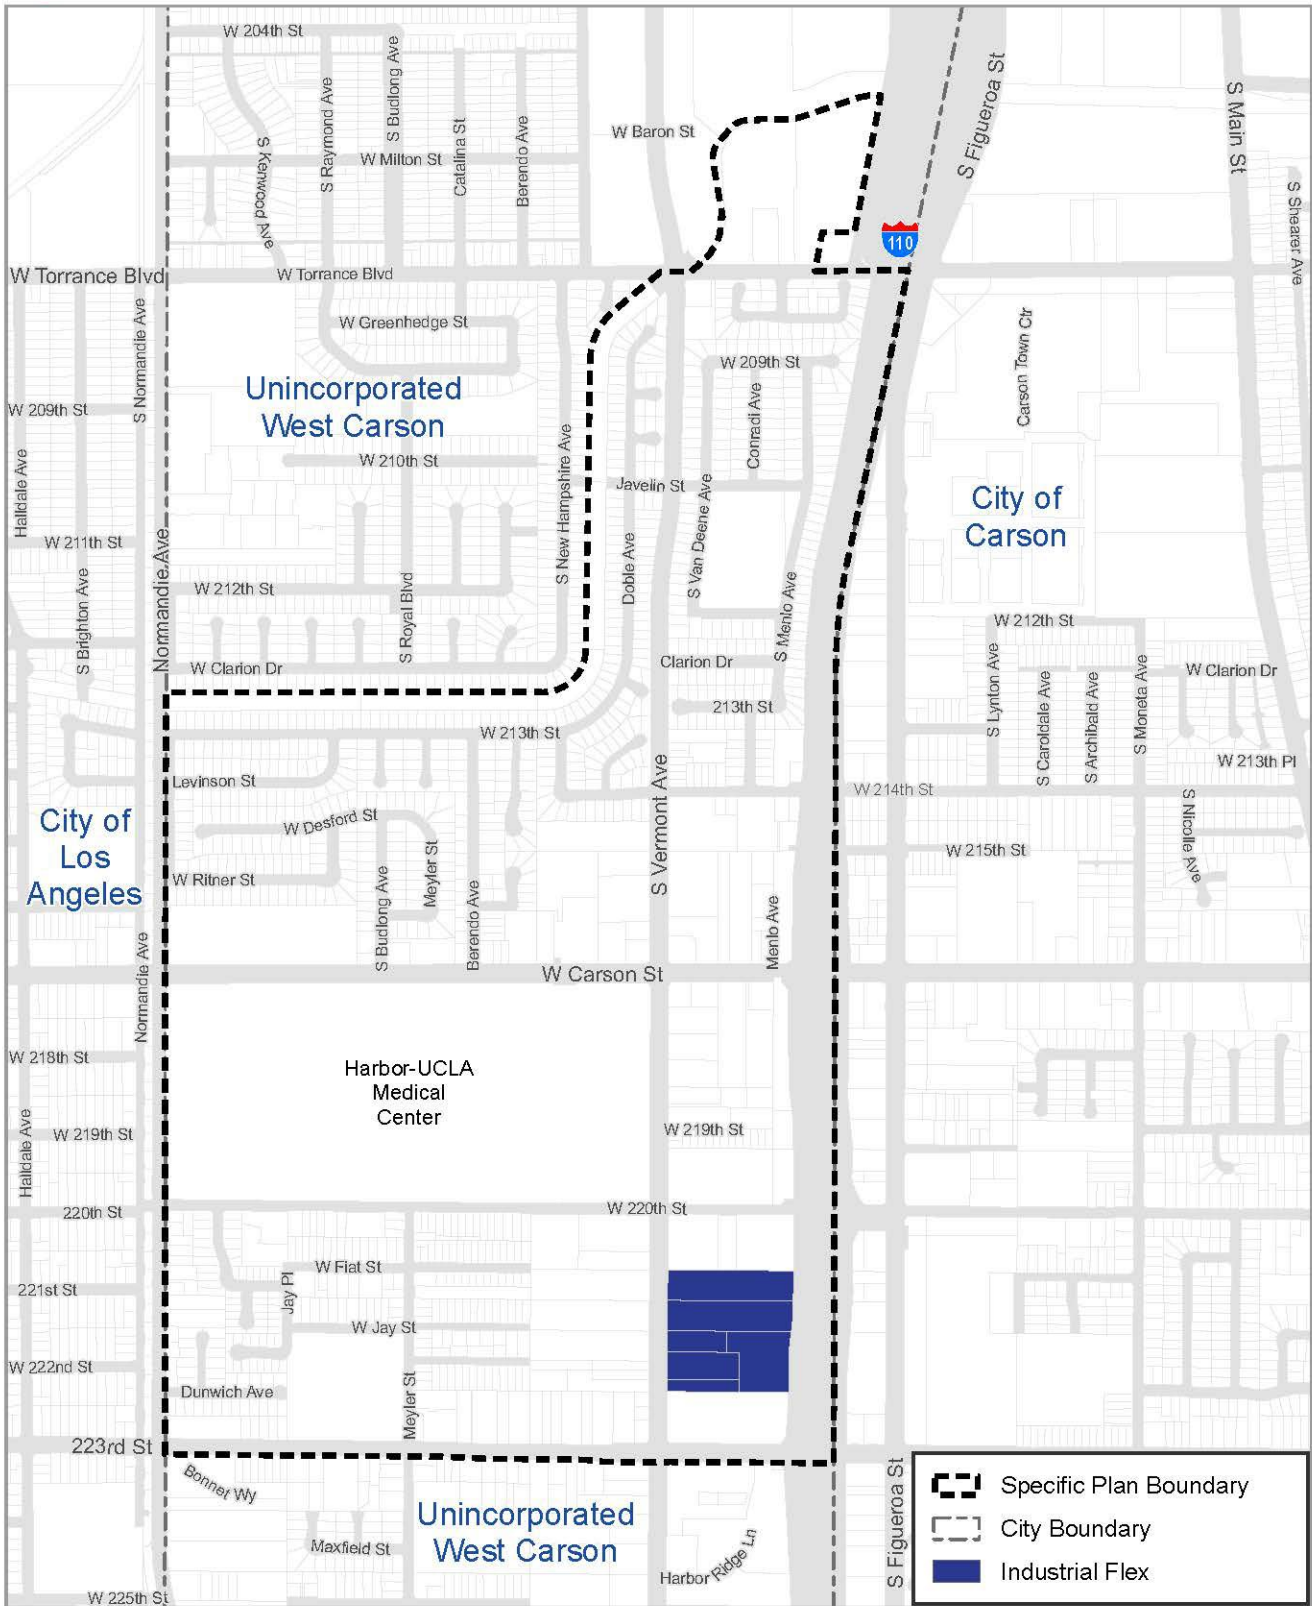 W 204th St
S Kenwood Ave
S Raymond Ave
S Budlong Ave
W Milton St
Catalina St
Berendo Ave
W Baron St
S Figueroa St
S Main St
S Shearer Ave
110
W Torrance Blvd
W Torrance Blvd
S Normandie Ave
W Greenhedge St
W 209th St
Carson Town Ctr
Unincorporated
West Carson
W 209th St
Conradi Ave
Halldale Ave
W 210th St
S New Hampshire Ave
Javelin St
S Van Deene Ave
City of
Carson
W 211th St
Normandie Ave
W 212th St
S Royal Blvd
Doble Ave
S Menlo Ave
S Brighton Ave
W Clarion Dr
Clarion Dr
W 212th St
S Lynton Ave
S Caroldale Ave
S Archibald Ave
S Moneta Ave
W Clarion Dr
213th St
W 213th St
W 213th Pl
Levinson St
S Vermont Ave
W 214th St
S Nicolle Ave
City of
Los
Angeles
W Desford St
Meyler St
W 215th St
W Ritner St
S Budlong Ave
Berendo Ave
Menlo Ave
Normandie Ave
W Carson St
W 218th St
Harbor-UCLA
Medical
Center
Halldale Ave
W 219th St
W 219th St
220th St
W 220th St
W Fiat St
221st St
Jay Pl
W Jay St
W 222nd St
Dunwich Ave
Meyler St
223rd St
Bonnet Wy
Unincorporated
West Carson
Maxfield St
Harbor Ridge Ln
S Figueroa St
W 225th St
Specific Plan Boundary
City Boundary
Industrial Flex